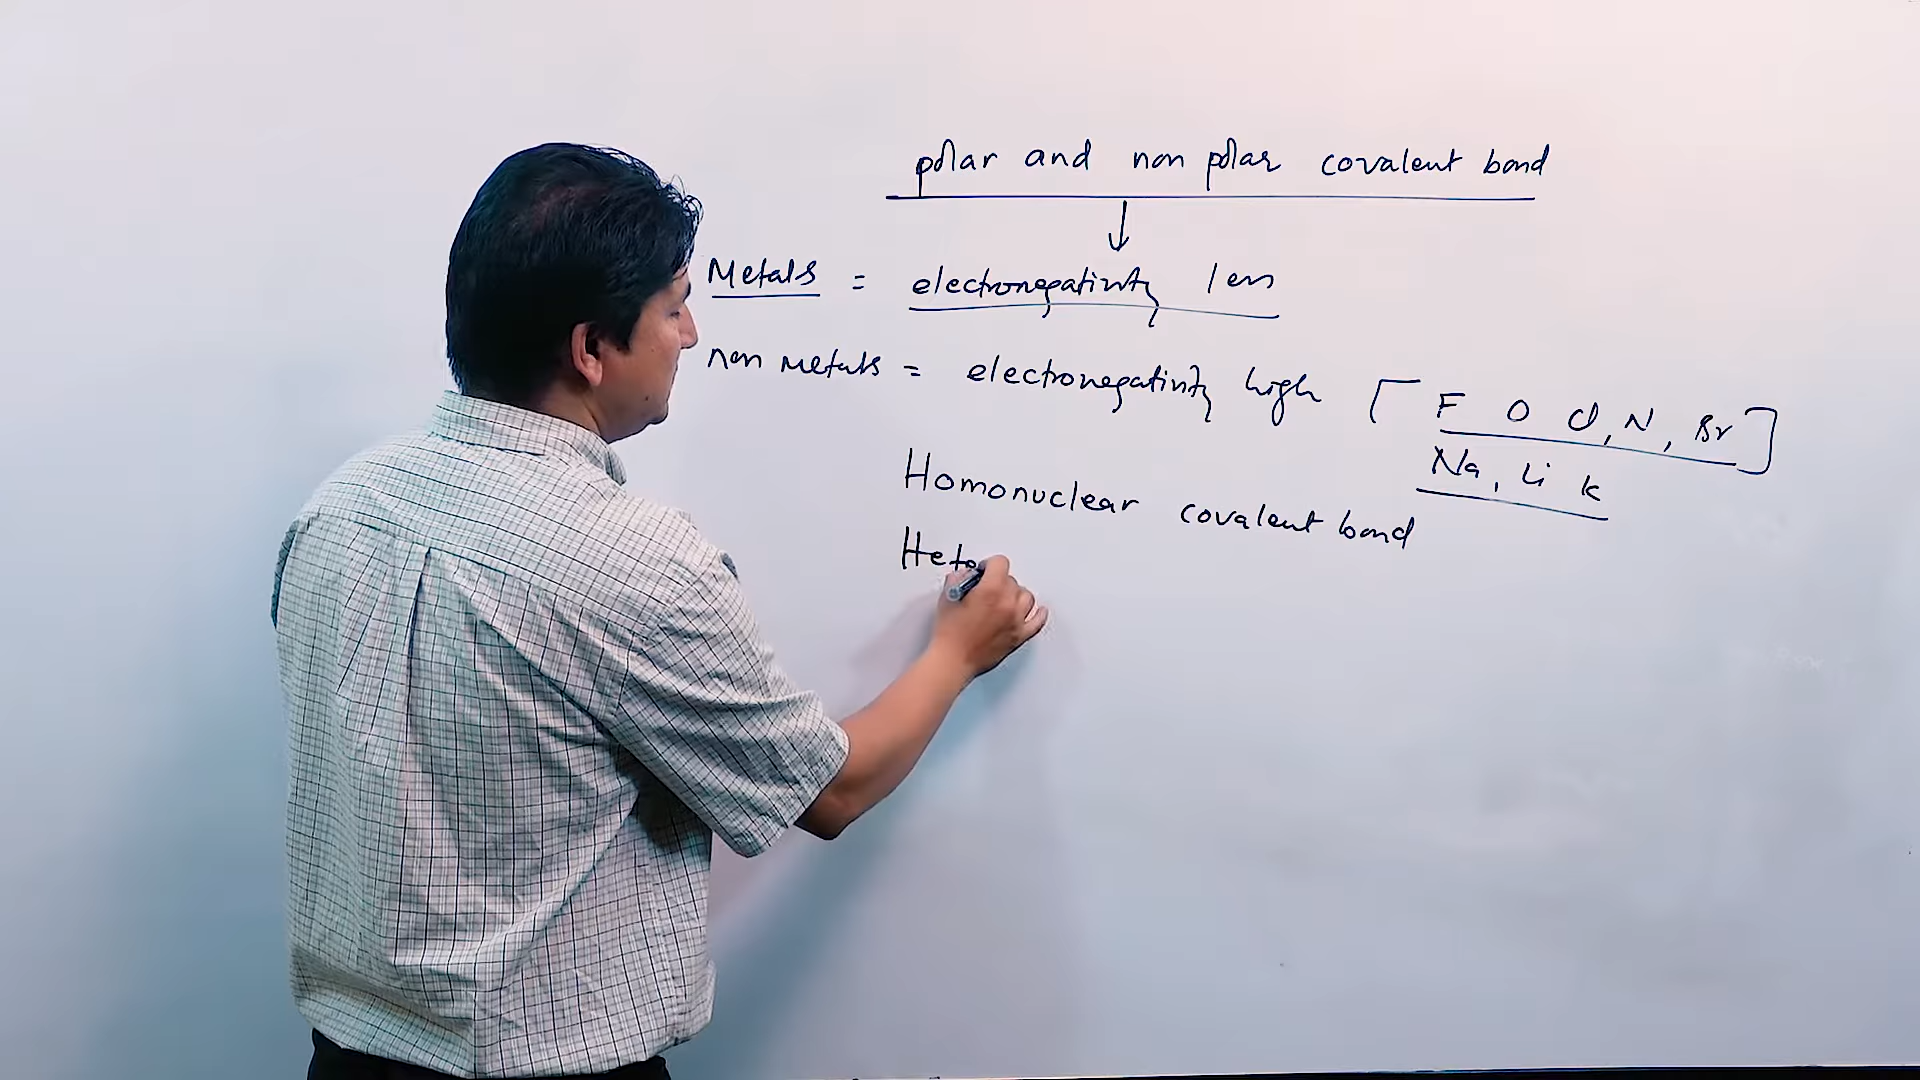 polar and non polar covalent bond
Metals = electronegativity less
non metals = electronegativity high [ F O Cl, N, Br ]
Na, Li K
Homonuclear covalent bond
Hete